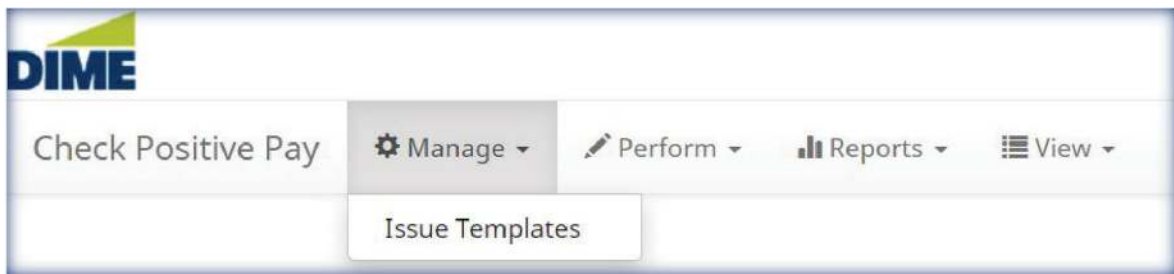 DIME
Check Positive Pay Manage Perform Reports View
Issue Templates